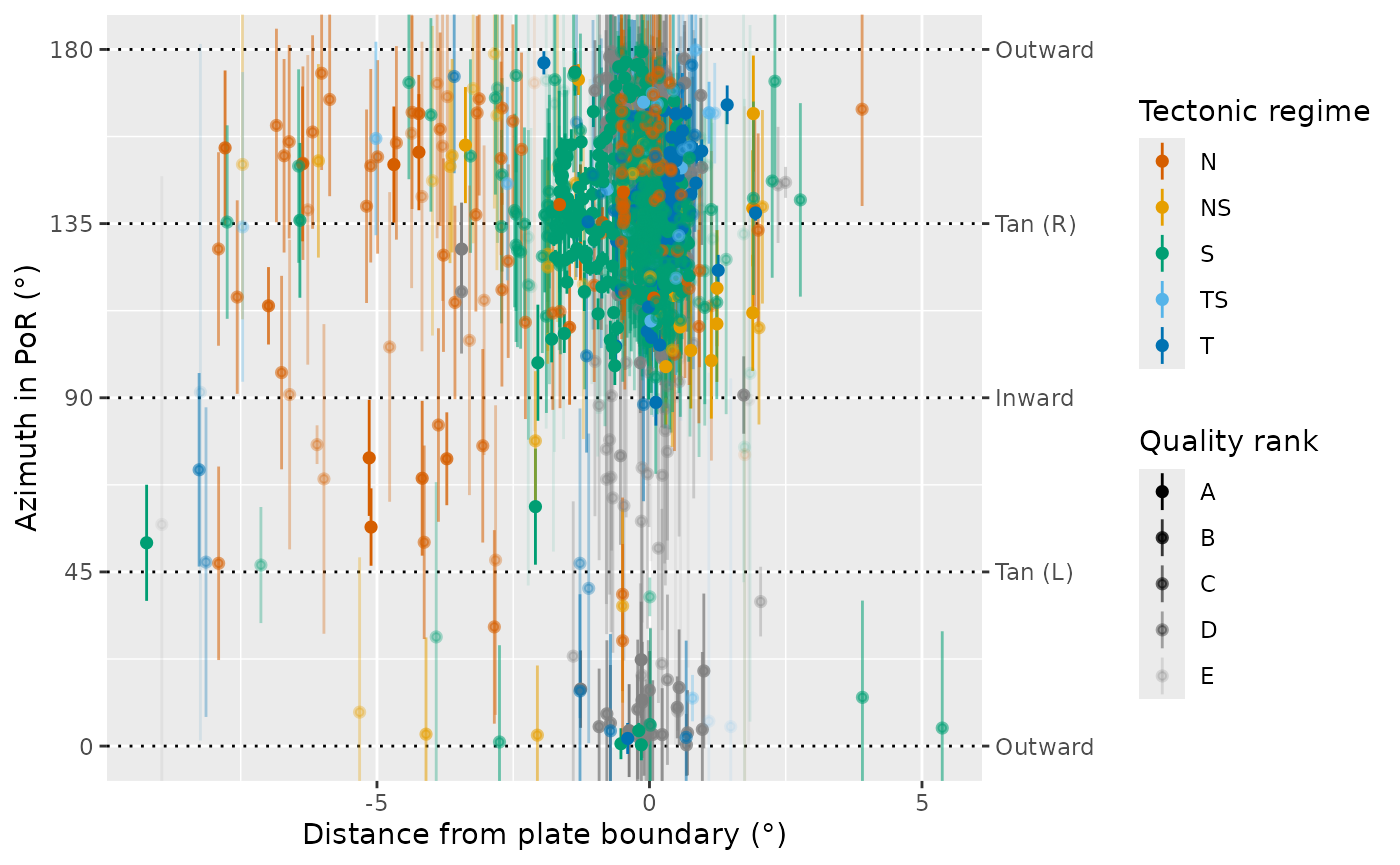 180
135
90
45
0
Azimuth in PoR (°)
-5
0
5
Distance from plate boundary (°)
Outward
Tan (R)
Inward
Tan (L)
Outward
Tectonic regime
N
NS
S
TS
T
Quality rank
A
B
C
D
E